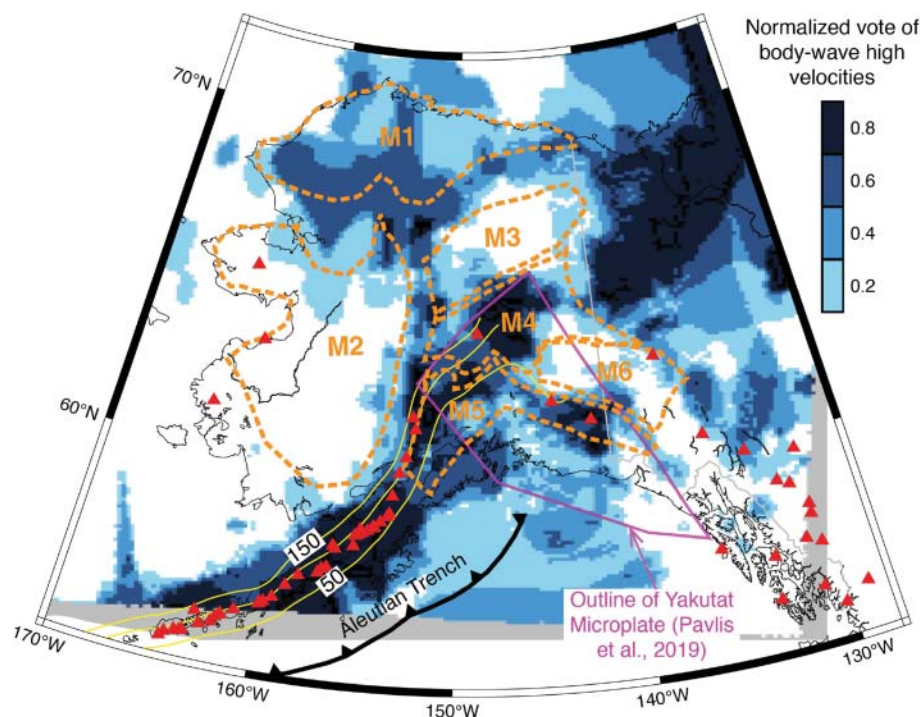 Normalized vote of
body-wave high
velocities
0.8
0.6
0.4
0.2
70°N
60°N
M1
M3
M2
M4
M6
M5
150
50
Aleutian Trench
Outline of Yakutat
Microplate (Pavlis
et al., 2019)
170°W
160°W
150°W
140°W
130°W